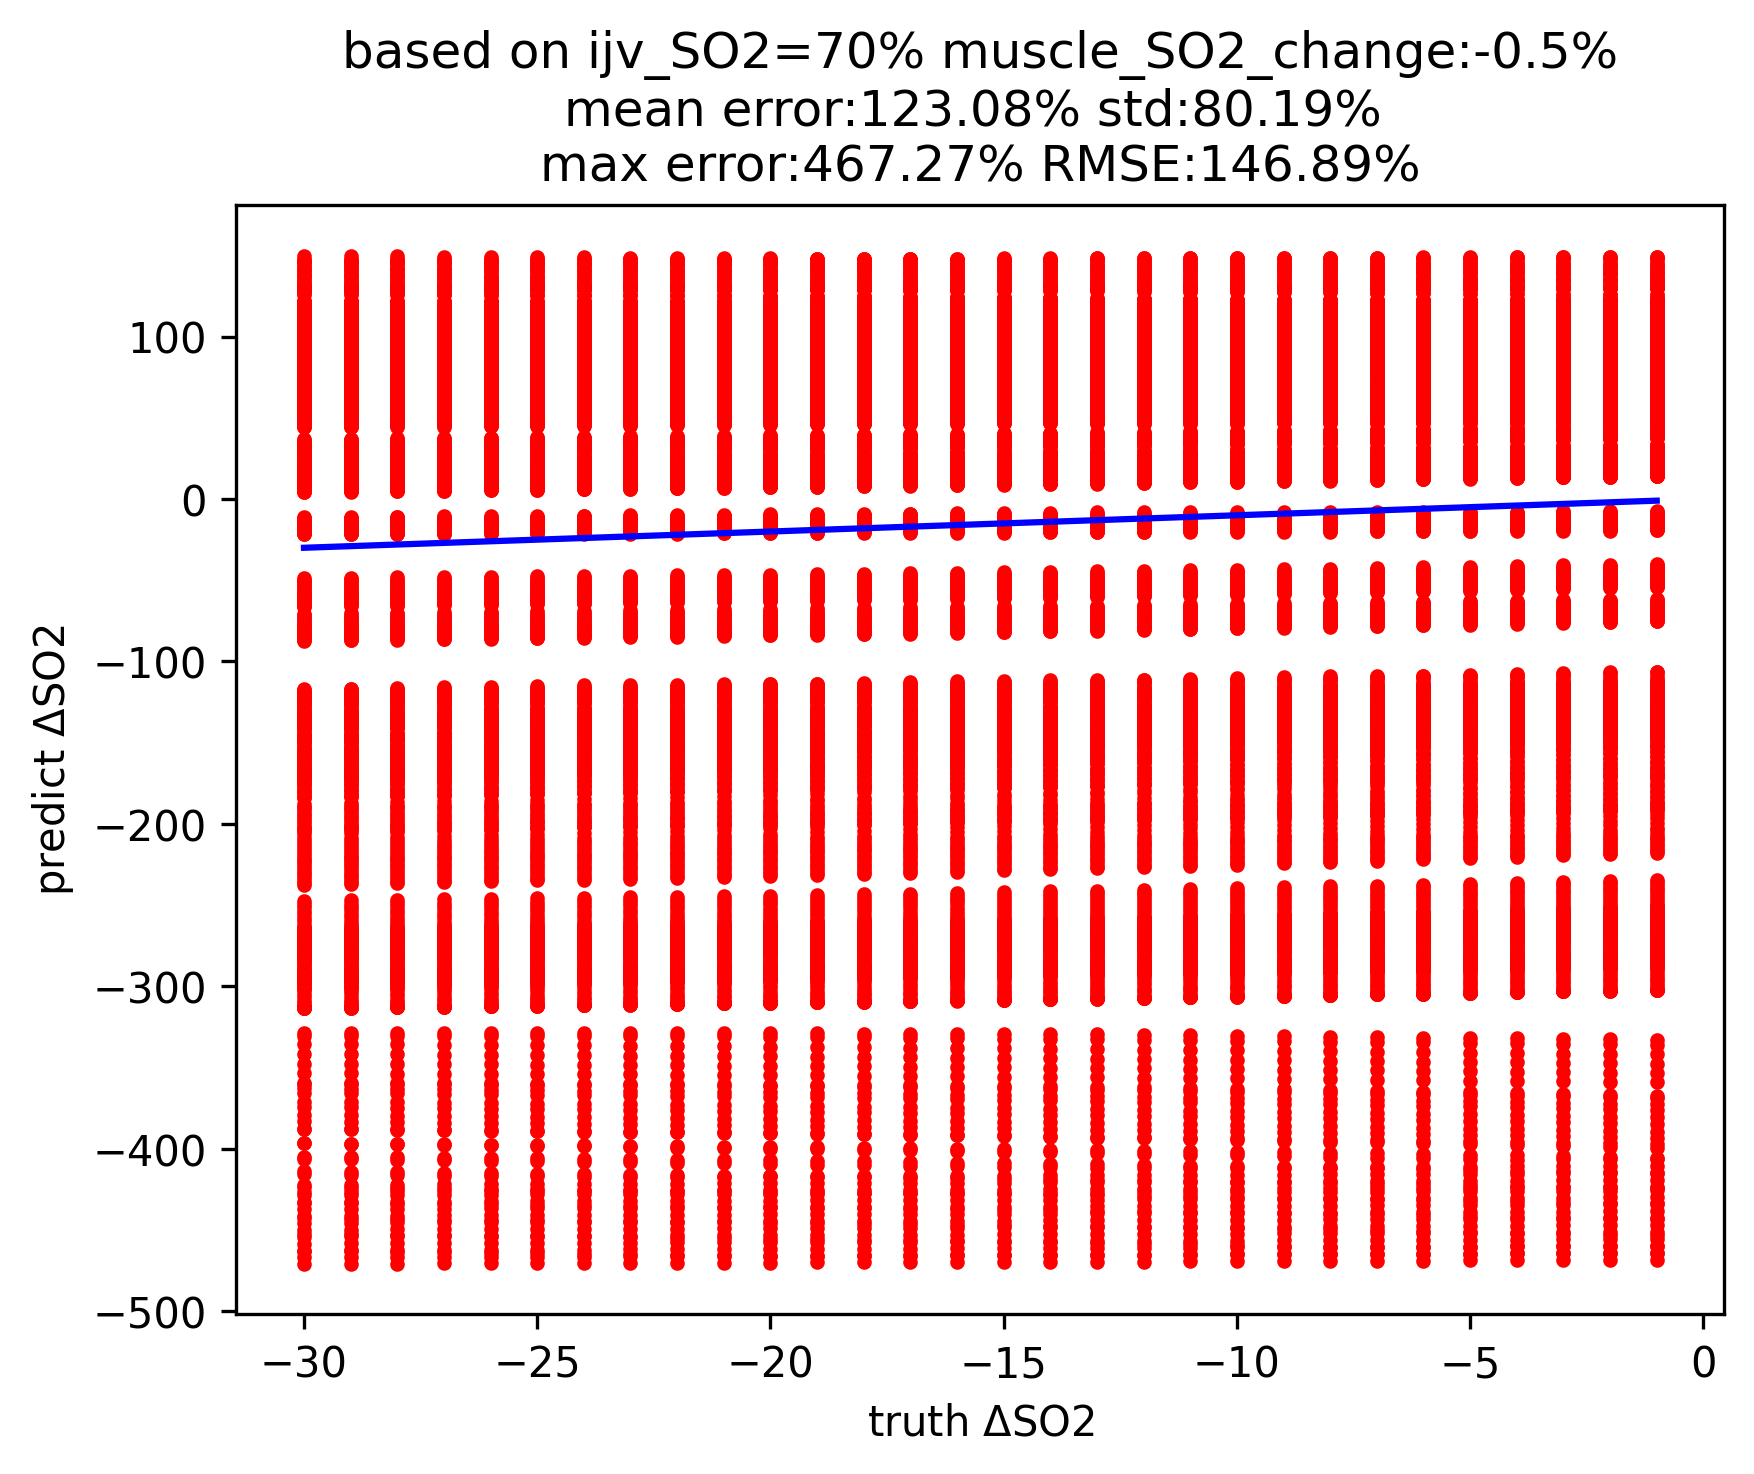 based on ijv_SO2=70% muscle_SO2_change:-0.5%
mean error:123.08% std:80.19%
max error:467.27% RMSE:146.89%
100
0
−100
−200
−300
−400
−500
predict ΔSO2
−30
−25
−20
−15
−10
−5
0
truth ΔSO2